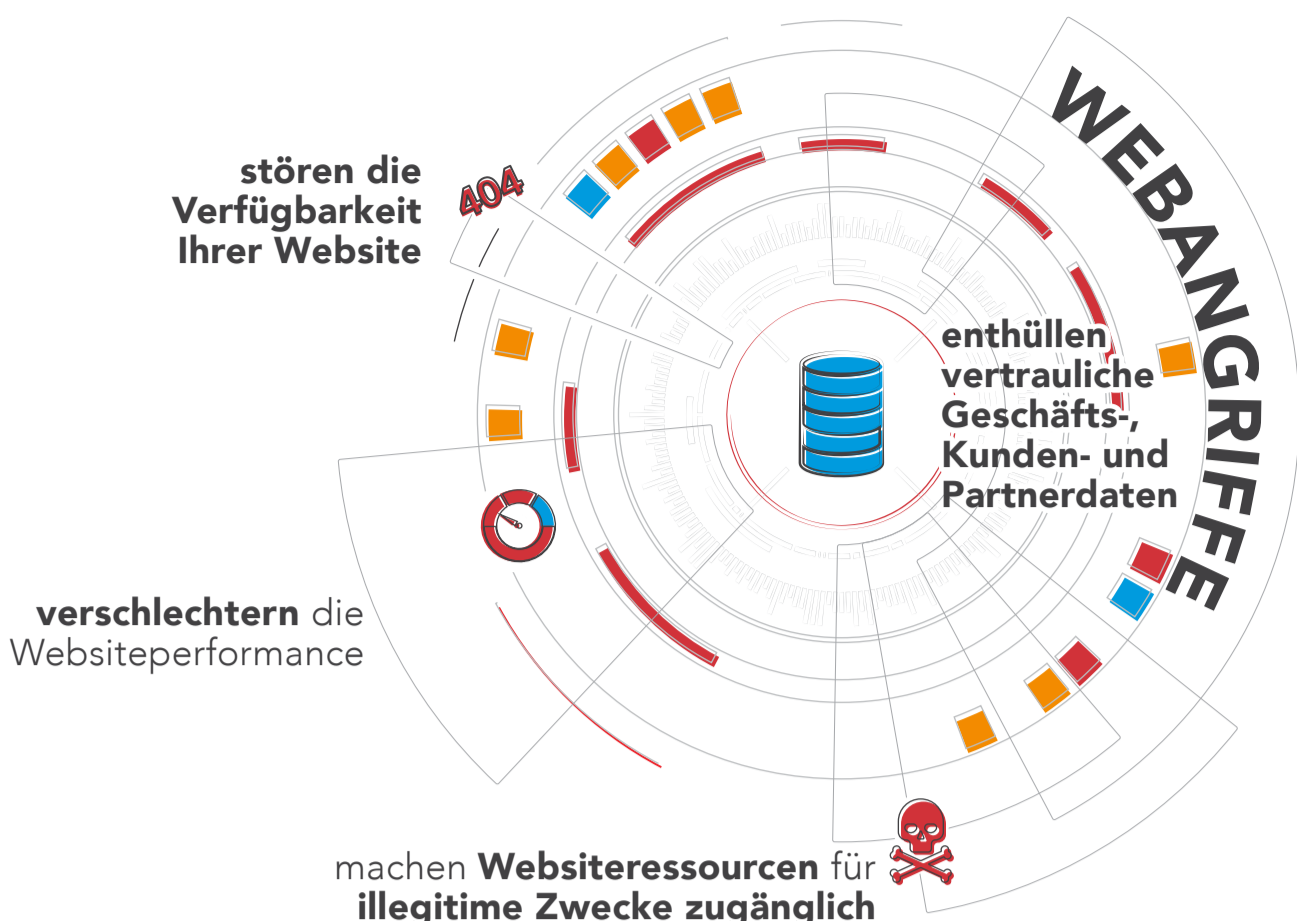 WEBANGRIFFE
stören die
Verfügbarkeit
Ihrer Website
404
enthüllen
vertrauliche
Geschäfts-,
Kunden- und
Partnerdaten
verschlechtern die
Websiteperformance
machen Websiteressourcen für
illegitime Zwecke zugänglich